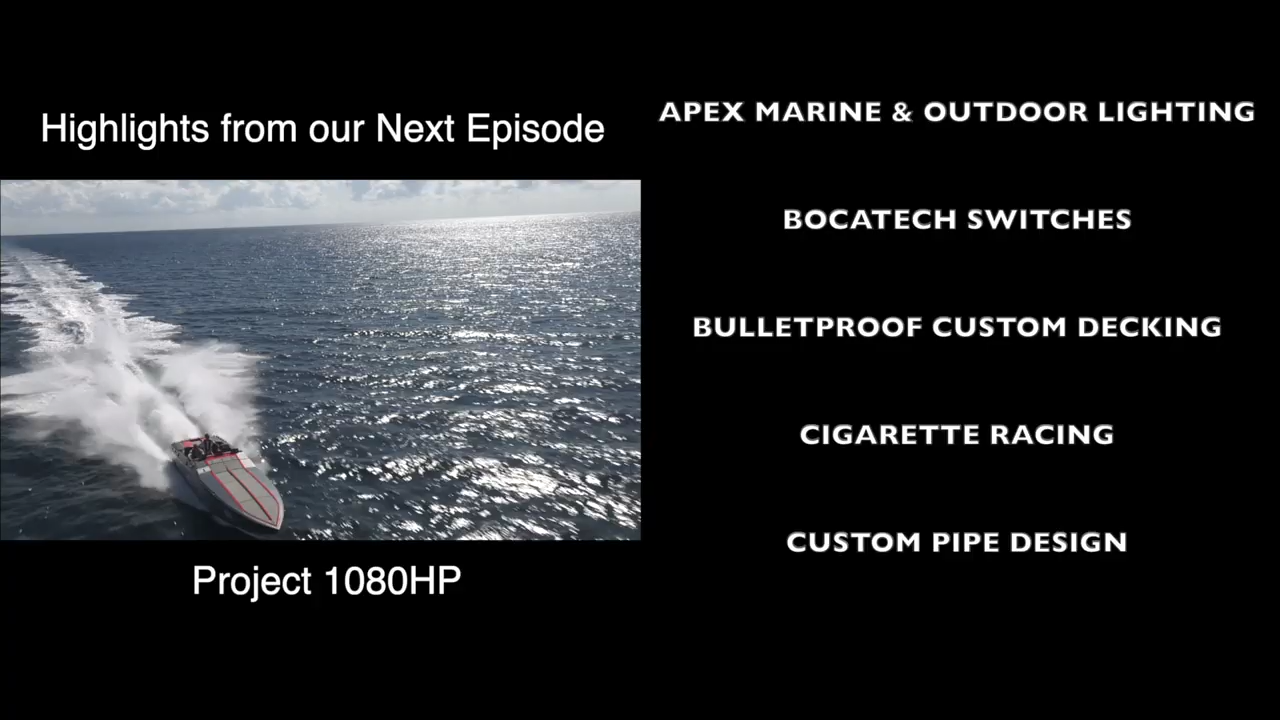 Highlights from our Next Episode
Project 1080HP
APEX MARINE & OUTDOOR LIGHTING
BOCATECH SWITCHES
BULLETPROOF CUSTOM DECKING
CIGARETTE RACING
CUSTOM PIPE DESIGN